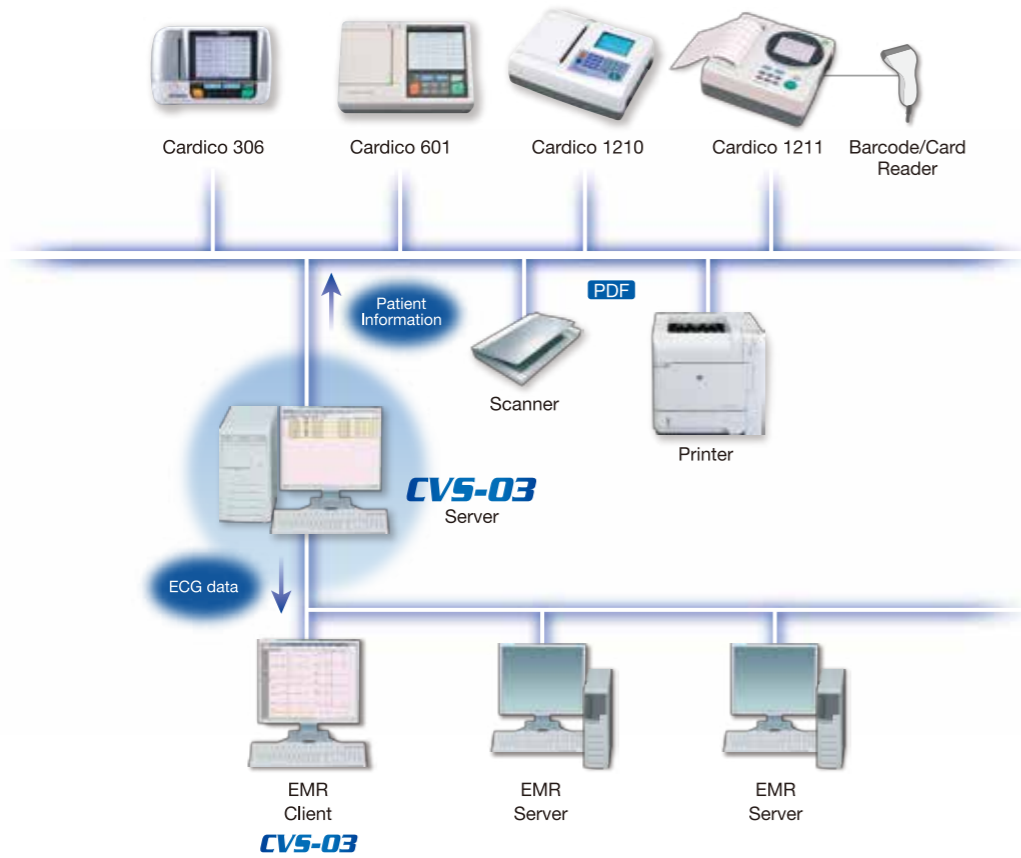 Cardico 306
Cardico 601
Cardico 1210
Cardico 1211
Barcode/Card
Reader
Patient
Information
PDF
Scanner
Printer
CVS-03
Server
ECG data
EMR
Client
CVS-03
EMR
Server
EMR
Server